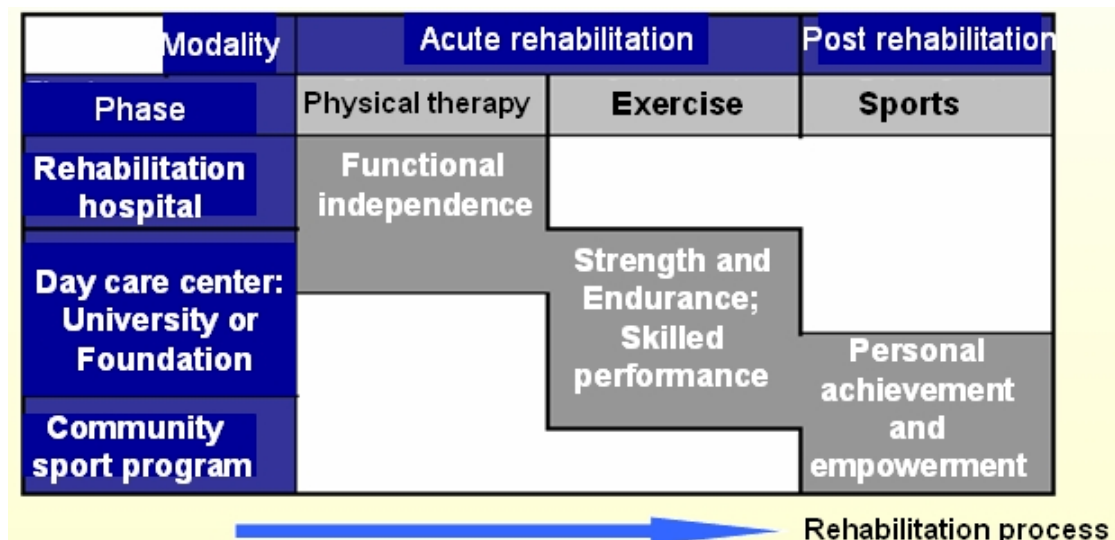 Modality
Acute rehabilitation
Post rehabilitation
Phase
Physical therapy
Exercise
Sports
Rehabilitation
hospital
Functional
independence
Day care center:
University or
Foundation
Strength and
Endurance;
Skilled
performance
Personal
achievement
and
empowerment
Community
sport program
Rehabilitation process